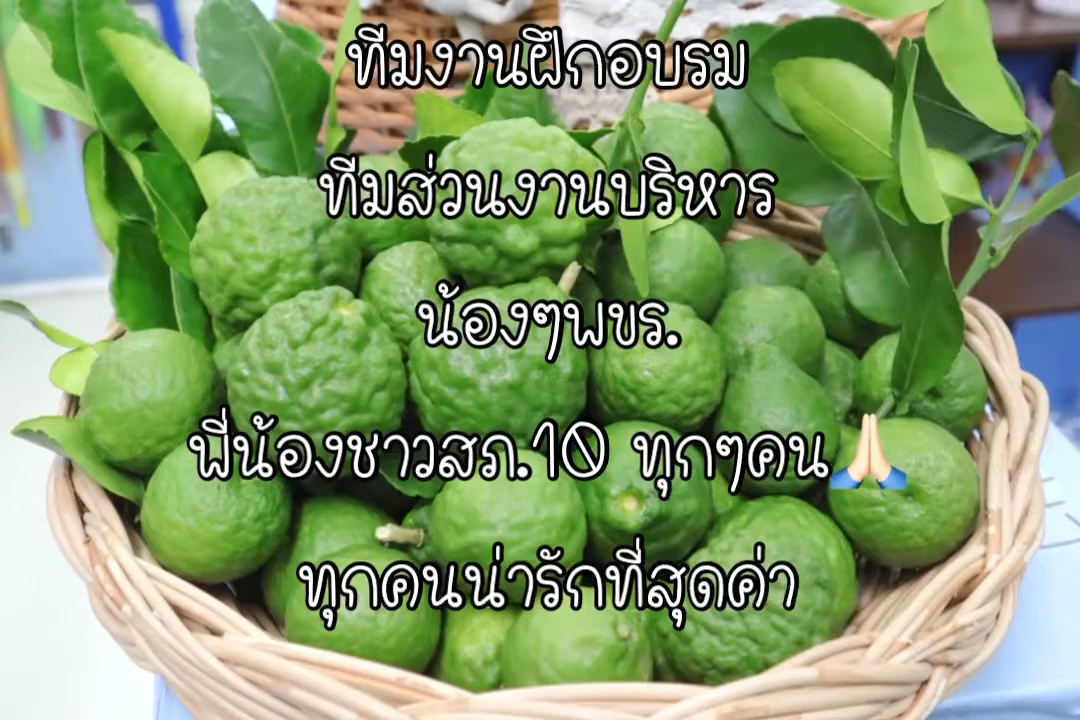 ทีมงานฝึกอบรม
ทีมส่วนงานบริหาร
น้องๆพขร.
พี่น้องชาวสภ.10 ทุกๆคน🙏🏻
ทุกคนน่ารักที่สุดค่า